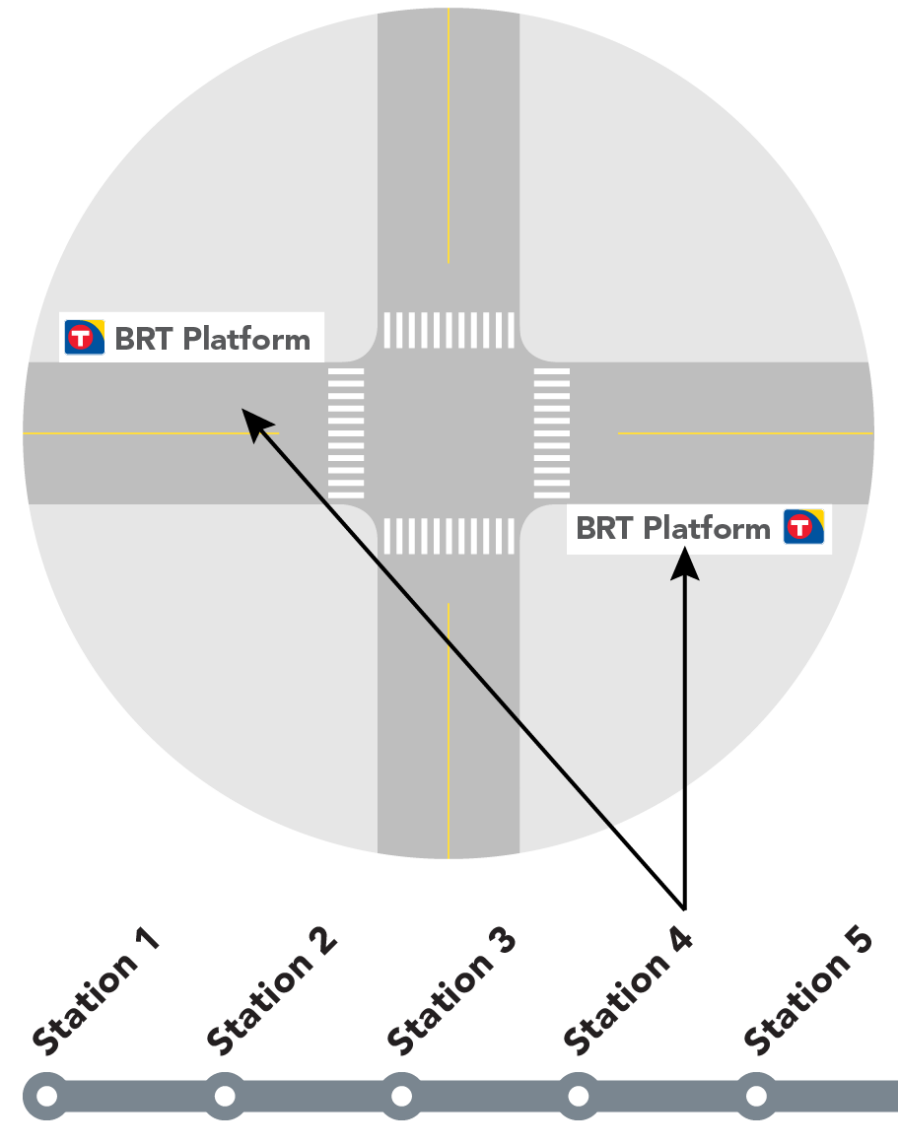 T BRT Platform
BRT Platform T
Station 1
Station 2
Station 3
Station 4
Station 5